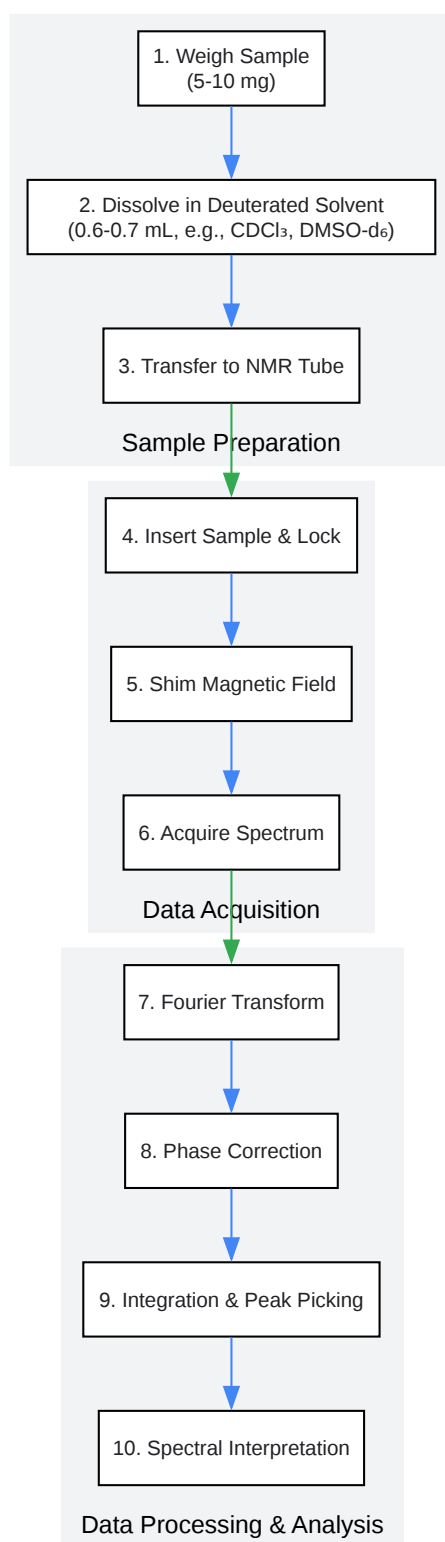 1. Weigh Sample
(5-10 mg)
2. Dissolve in Deuterated Solvent
(0.6-0.7 mL, e.g., CDCl₃, DMSO-d₆)
3. Transfer to NMR Tube
Sample Preparation
4. Insert Sample & Lock
5. Shim Magnetic Field
6. Acquire Spectrum
Data Acquisition
7. Fourier Transform
8. Phase Correction
9. Integration & Peak Picking
10. Spectral Interpretation
Data Processing & Analysis